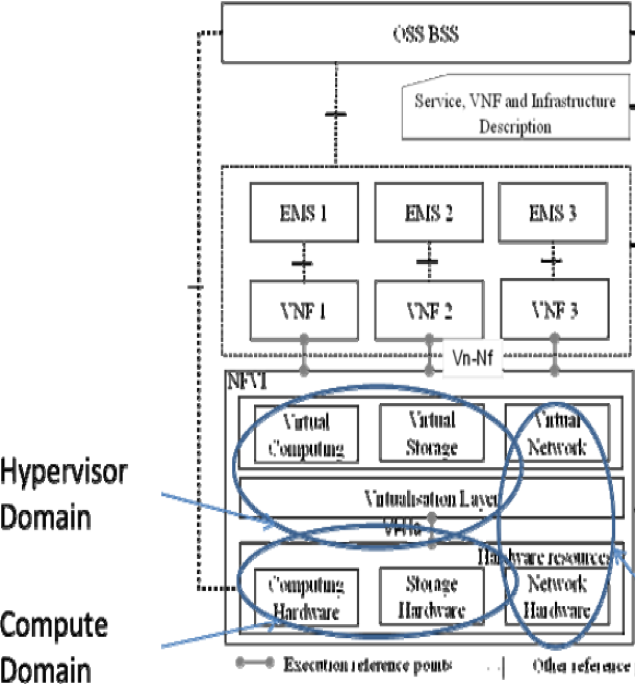 OSS BSS
Service, VNF and Infrastructure
Description
EMS 1
EMS 2
EMS 3
VNF 1
VNF 2
VNF 3
Vn-Nf
NFVI
Virtual
Computing
Virtual
Storage
Virtual
Network
Hypervisor
Domain
Virtualisation Layer
Hardware resources
Computing
Hardware
Storage
Hardware
Network
Hardware
Compute
Domain
Execution reference points
Other reference